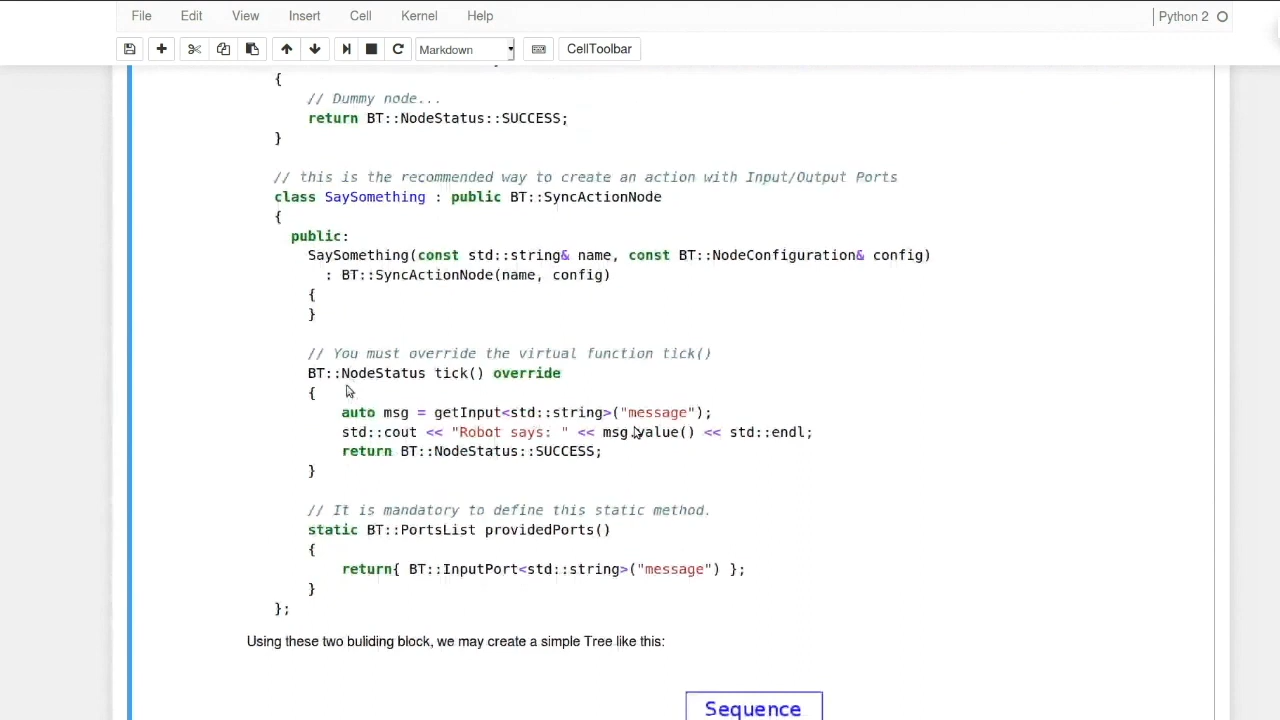 File Edit View Insert Cell Kernel Help Python 2
Markdown CellToolbar
{
// Dummy node...
return BT::NodeStatus::SUCCESS;
}
// this is the recommended way to create an action with Input/Output Ports
class SaySomething : public BT::SyncActionNode
{
public:
SaySomething(const std::string& name, const BT::NodeConfiguration& config)
: BT::SyncActionNode(name, config)
{
}
// You must override the virtual function tick()
BT::NodeStatus tick() override
{
auto msg = getInput<std::string>("message");
std::cout << "Robot says: " << msg.value() << std::endl;
return BT::NodeStatus::SUCCESS;
}
// It is mandatory to define this static method.
static BT::PortsList providedPorts()
{
return{ BT::InputPort<std::string>("message") };
}
};
Using these two buliding block, we may create a simple Tree like this:
Sequence